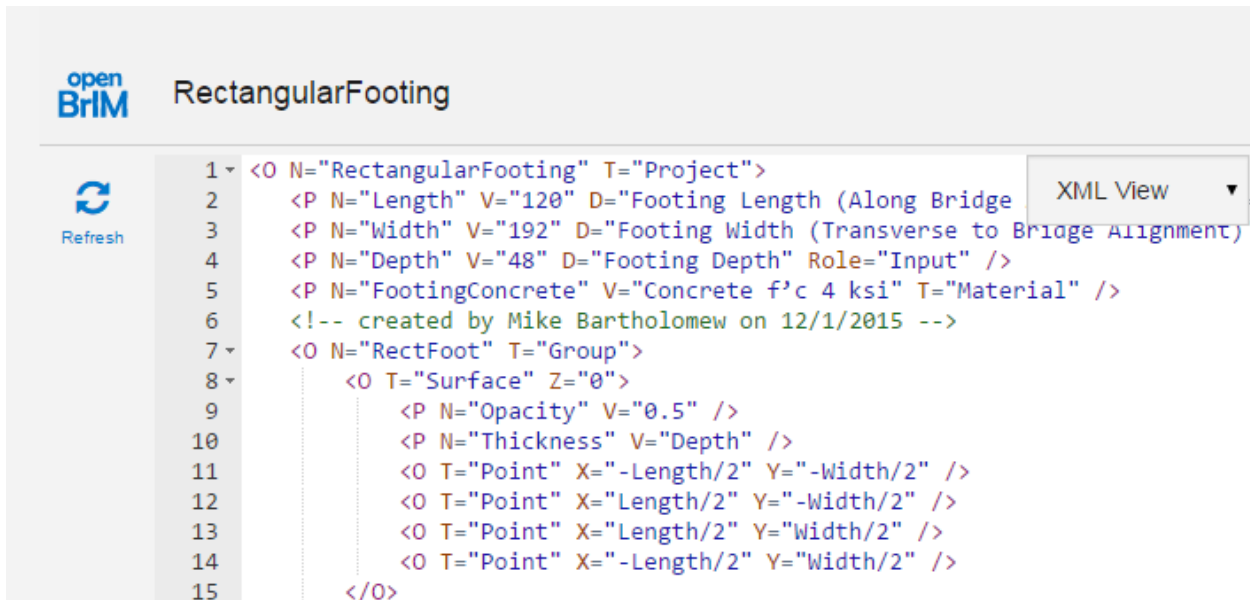 open
BrIM
RectangularFooting
Refresh
XML View
1 <O N="RectangularFooting" T="Project">
2 <P N="Length" V="120" D="Footing Length (Along Bridge
3 <P N="Width" V="192" D="Footing Width (Transverse to Bridge Alignment)
4 <P N="Depth" V="48" D="Footing Depth" Role="Input" />
5 <P N="FootingConcrete" V="Concrete f’c 4 ksi" T="Material" />
6 <!-- created by Mike Bartholomew on 12/1/2015 -->
7 <O N="RectFoot" T="Group">
8 <O T="Surface" Z="0">
9 <P N="Opacity" V="0.5" />
10 <P N="Thickness" V="Depth" />
11 <O T="Point" X="-Length/2" Y="-Width/2" />
12 <O T="Point" X="Length/2" Y="-Width/2" />
13 <O T="Point" X="Length/2" Y="Width/2" />
14 <O T="Point" X="-Length/2" Y="Width/2" />
15 </O>